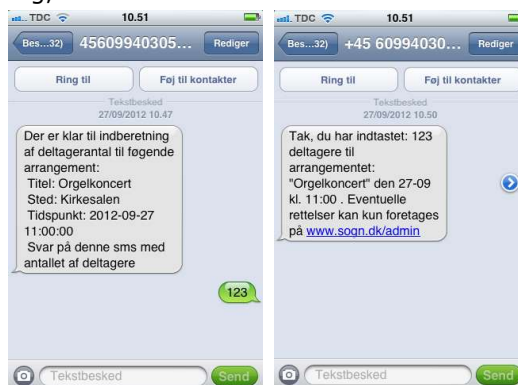 TDC 10.51
Bes...32) 45609940305... Rediger
Ring til Føj til kontakter
Tekstbesked
27/09/2012 10.47
Der er klar til indberetning
af deltagerantal til føgende
arrangement:
Titel: Orgelkoncert
Sted: Kirkesalen
Tidspunkt: 2012-09-27
11:00:00
Svar på denne sms med
antallet af deltagere
123
Tekstbesked Send
TDC 10.51
Bes...32) +45 60994030... Rediger
Ring til Føj til kontakter
Tekstbesked
27/09/2012 10.50
Tak, du har indtastet: 123
deltagere til
arrangementet:
"Orgelkoncert" den 27-09
kl. 11:00 . Eventuelle
rettelser kan kun foretages
på www.sogn.dk/admin
Tekstbesked Send